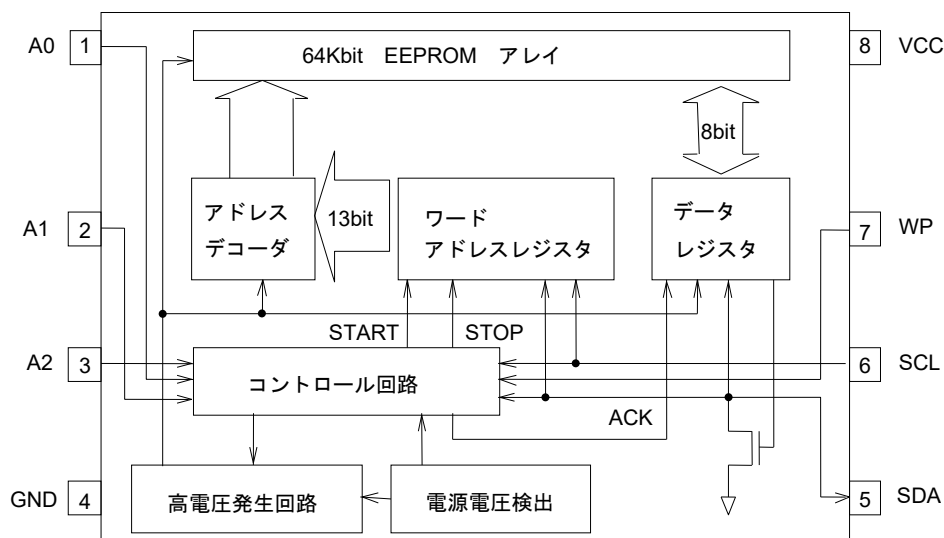 A0
1
64Kbit EEPROM アレイ
8
VCC
8bit
A1
2
アドレス
デコーダ
13bit
ワード
アドレスレジスタ
データ
レジスタ
7
WP
START
STOP
A2
3
コントロール回路
6
SCL
ACK
GND
4
高電圧発生回路
電源電圧検出
5
SDA